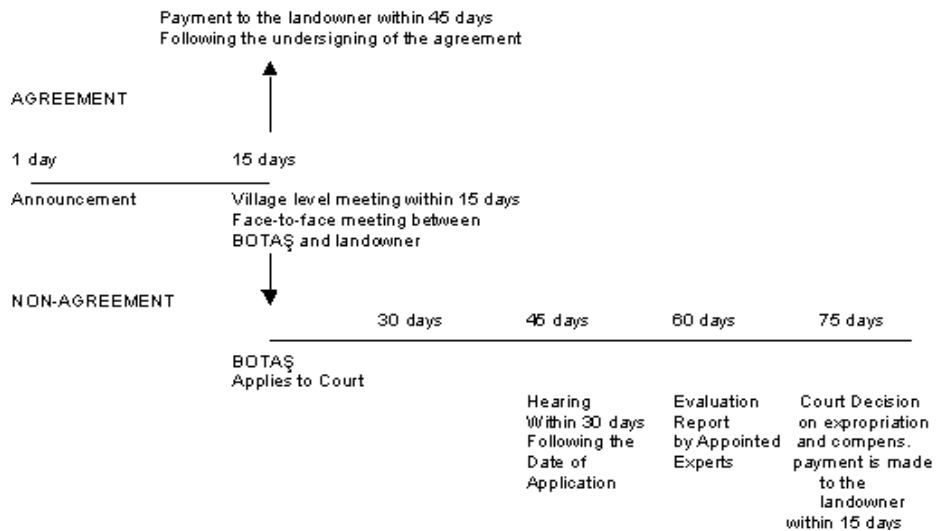 Payment to the landowner within 45 days
Following the undersigning of the agreement
AGREEMENT
1 day
15 days
Announcement
Village level meeting within 15 days
Face-to-face meeting between
BOTAŞ and landowner
NON-AGREEMENT
30 days
45 days
60 days
75 days
BOTAŞ
Applies to Court
Hearing
Within 30 days
Following the
Date of
Application
Evaluation
Report
by Appointed
Experts
Court Decision
on expropriation
and compens.
payment is made
to the
landowner
within 15 days